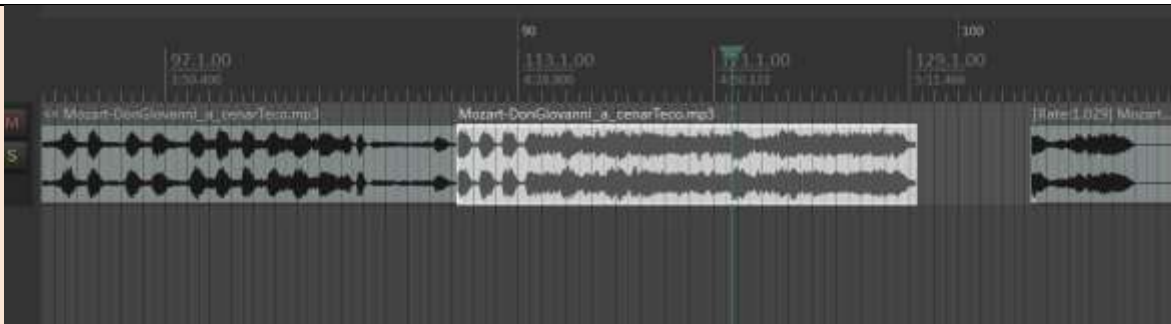 90 100
97.1.00 113.1.00 121.1.00 129.1.00
M << Mozart-DonGiovannI_a_cenarTeco.mp3 Mozart-DonGiovannI_a_cenarTeco.mp3 [Rate:1.029] Mozart
S